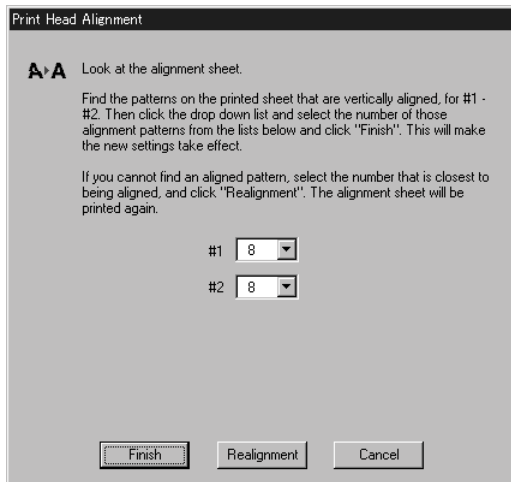 Print Head Alignment
A▸A Look at the alignment sheet.
Find the patterns on the printed sheet that are vertically aligned, for #1 -
#2. Then click the drop down list and select the number of those
alignment patterns from the lists below and click "Finish". This will make
the new settings take effect.
If you cannot find an aligned pattern, select the number that is closest to
being aligned, and click "Realignment". The alignment sheet will be
printed again.
#1 8
#2 8
Finish Realignment Cancel